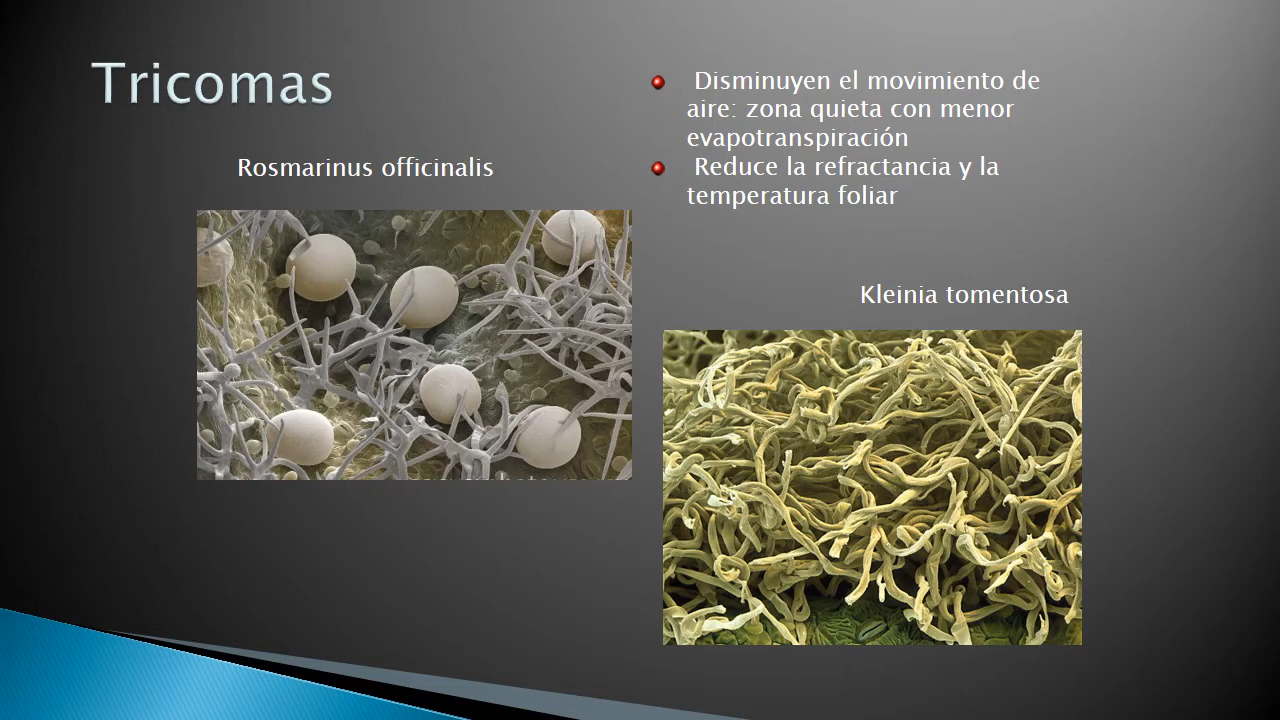 Tricomas
Rosmarinus officinalis
Disminuyen el movimiento de
aire: zona quieta con menor
evapotranspiración
Reduce la refractancia y la
temperatura foliar
Kleinia tomentosa